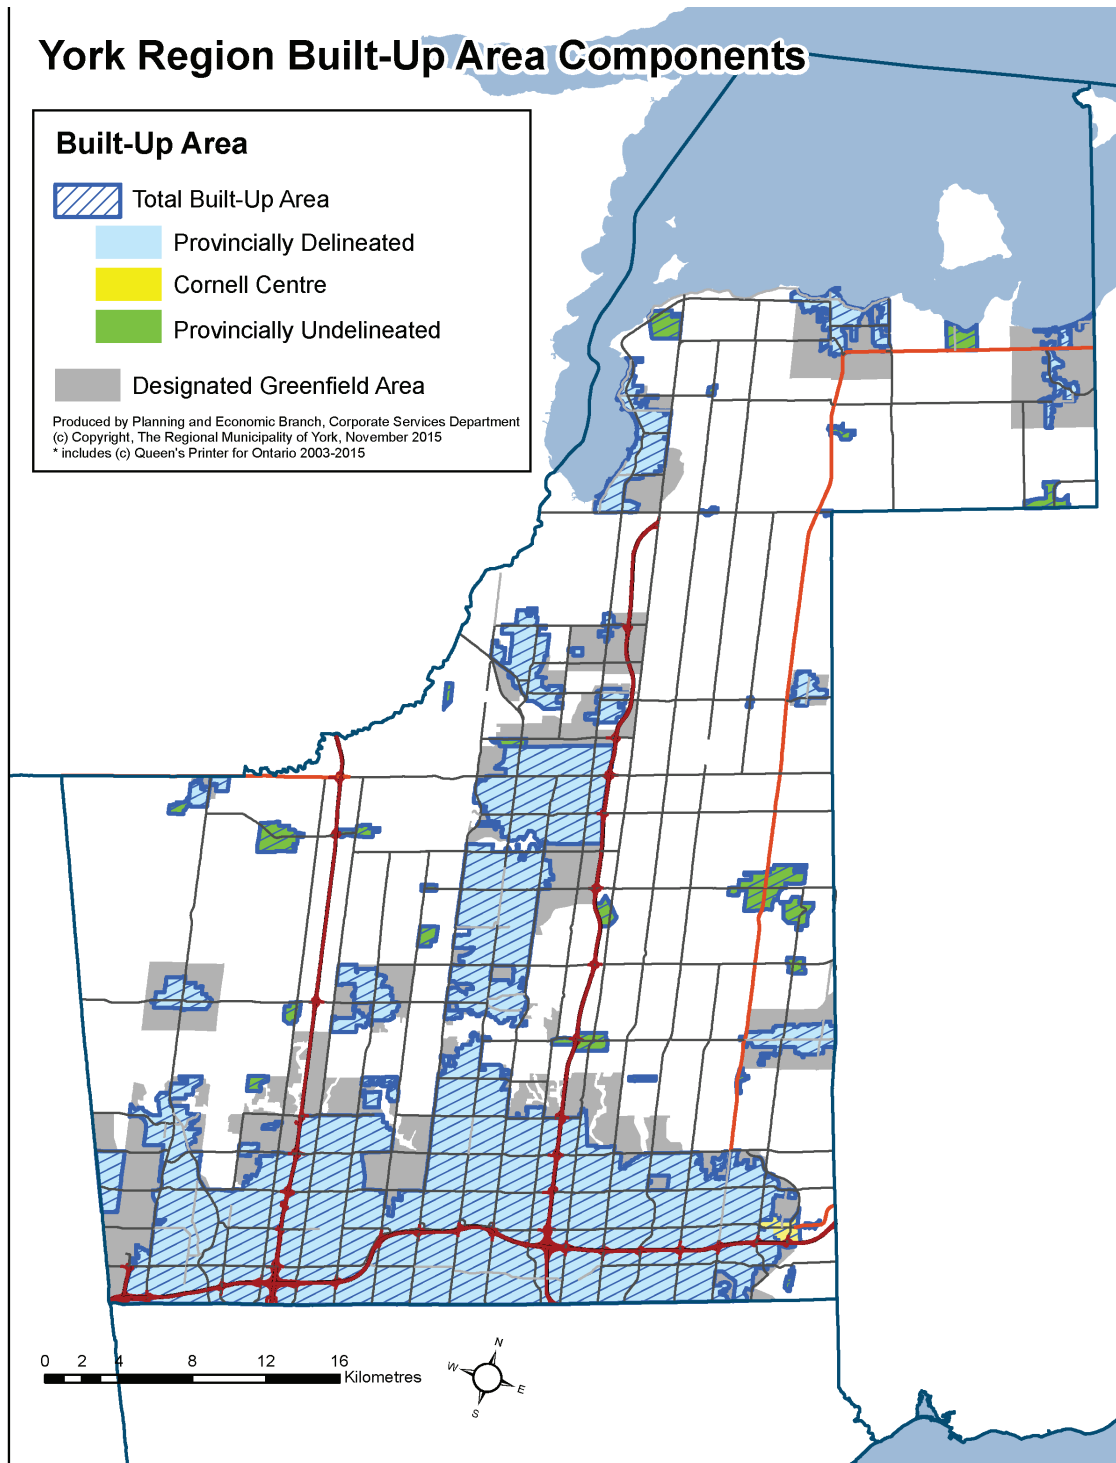 York Region Built-Up Area Components
Built-Up Area
Total Built-Up Area
Provincially Delineated
Cornell Centre
Provincially Undelineated
Designated Greenfield Area
Produced by Planning and Economic Branch, Corporate Services Department
(c) Copyright, The Regional Municipality of York, November 2015
* includes (c) Queen's Printer for Ontario 2003-2015
0 2 4 8 12 16
Kilometres
N
W
E
S